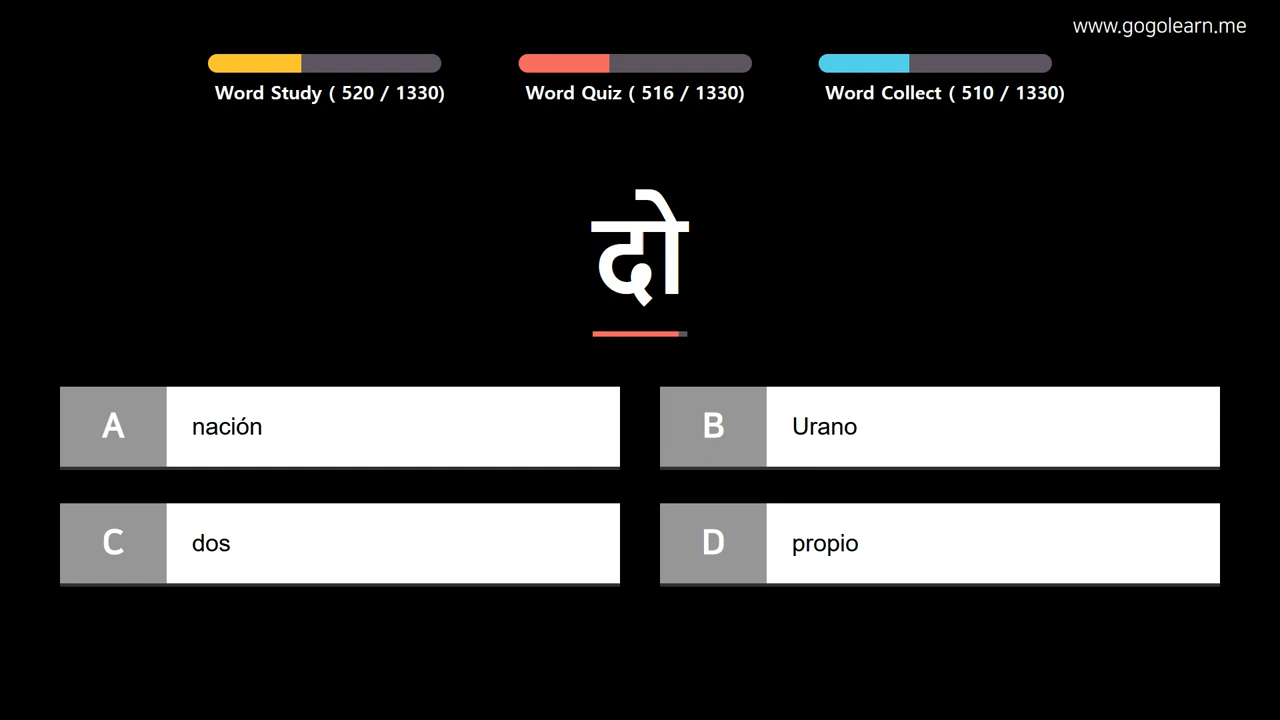 www.gogolearn.me
Word Study ( 520 / 1330)
Word Quiz ( 516 / 1330)
Word Collect ( 510 / 1330)
दो
A nación
B Urano
C dos
D propio